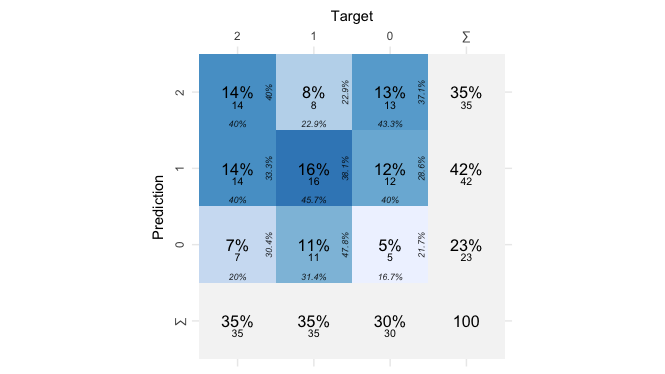 Target
2 1 0 ∑
2
14% 40% 8% 22.9% 13% 37.1% 35%
14 8 13 35
40% 22.9% 43.3%
1
14% 33.3% 16% 38.1% 12% 28.6% 42%
14 16 12 42
40% 45.7% 40%
Prediction
0
7% 30.4% 11% 47.8% 5% 21.7% 23%
7 11 5 23
20% 31.4% 16.7%
∑
35% 35% 30% 100
35 35 30